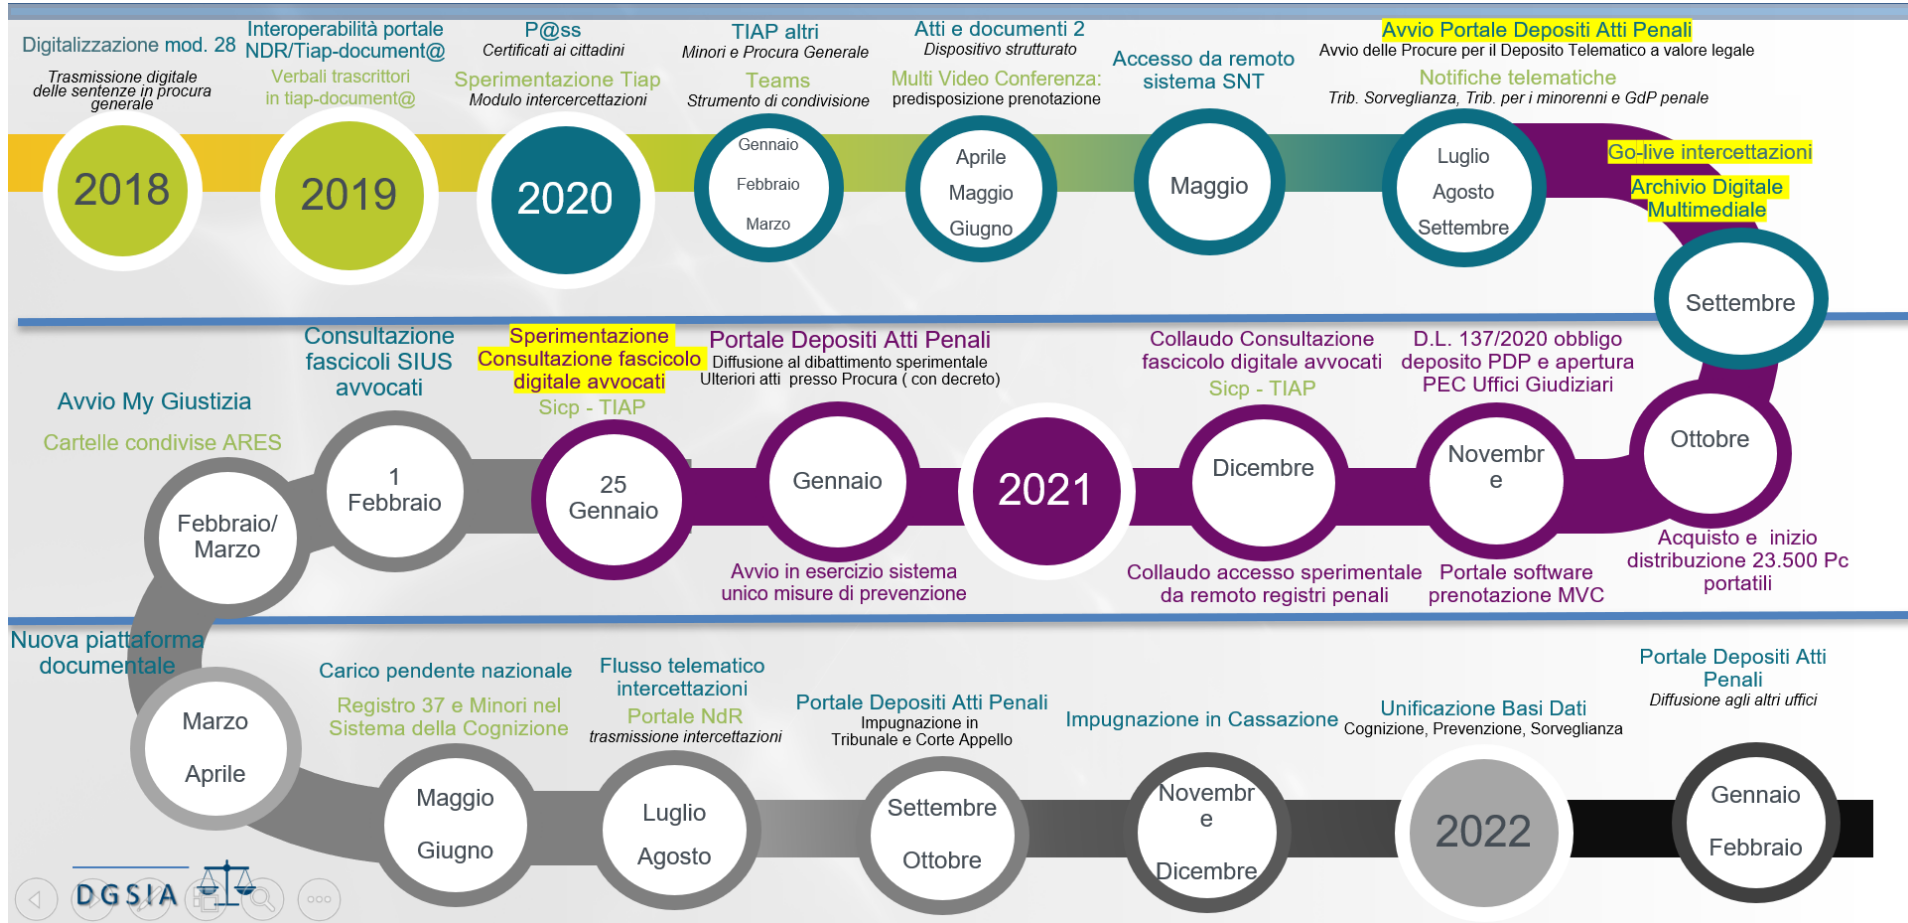 Digitalizzazione mod. 28
Trasmissione digitale
delle sentenze in procura
generale
2018
Interoperabilità portale
NDR/Tiap-document@
Verbali trascrittori
in tiap-document@
2019
P@ss
Certificati ai cittadini
Sperimentazione Tiap
Modulo intercercettazioni
2020
TIAP altri
Minori e Procura Generale
Teams
Strumento di condivisione
Gennaio
Febbraio
Marzo
Atti e documenti 2
Dispositivo strutturato
Multi Video Conferenza:
predisposizione prenotazione
Aprile
Maggio
Giugno
Accesso da remoto
sistema SNT
Maggio
Avvio Portale Depositi Atti Penali
Avvio delle Procure per il Deposito Telematico a valore legale
Notifiche telematiche
Trib. Sorveglianza, Trib. per i minorenni e GdP penale
Luglio
Agosto
Settembre
Go-live intercettazioni
Archivio Digitale
Multimediale
Settembre
Avvio My Giustizia
Cartelle condivise ARES
Febbraio/
Marzo
Consultazione
fascicoli SIUS
avvocati
1
Febbraio
Sperimentazione
Consultazione fascicolo
digitale avvocati
Sicp - TIAP
25
Gennaio
Portale Depositi Atti Penali
Diffusione al dibattimento sperimentale
Ulteriori atti presso Procura ( con decreto)
Gennaio
Avvio in esercizio sistema
unico misure di prevenzione
2021
Collaudo Consultazione
fascicolo digitale avvocati
Sicp - TIAP
Dicembre
Collaudo accesso sperimentale
da remoto registri penali
D.L. 137/2020 obbligo
deposito PDP e apertura
PEC Uffici Giudiziari
Novembr
e
Portale software
prenotazione MVC
Ottobre
Acquisto e inizio
distribuzione 23.500 Pc
portatili
Nuova piattaforma
documentale
Marzo
Aprile
Carico pendente nazionale
Registro 37 e Minori nel
Sistema della Cognizione
Maggio
Giugno
Flusso telematico
intercettazioni
Portale NdR
trasmissione intercettazioni
Luglio
Agosto
Portale Depositi Atti Penali
Impugnazione in
Tribunale e Corte Appello
Settembre
Ottobre
Impugnazione in Cassazione
Novembr
e
Dicembre
Unificazione Basi Dati
Cognizione, Prevenzione, Sorveglianza
2022
Portale Depositi Atti
Penali
Diffusione agli altri uffici
Gennaio
Febbraio
DGSIA